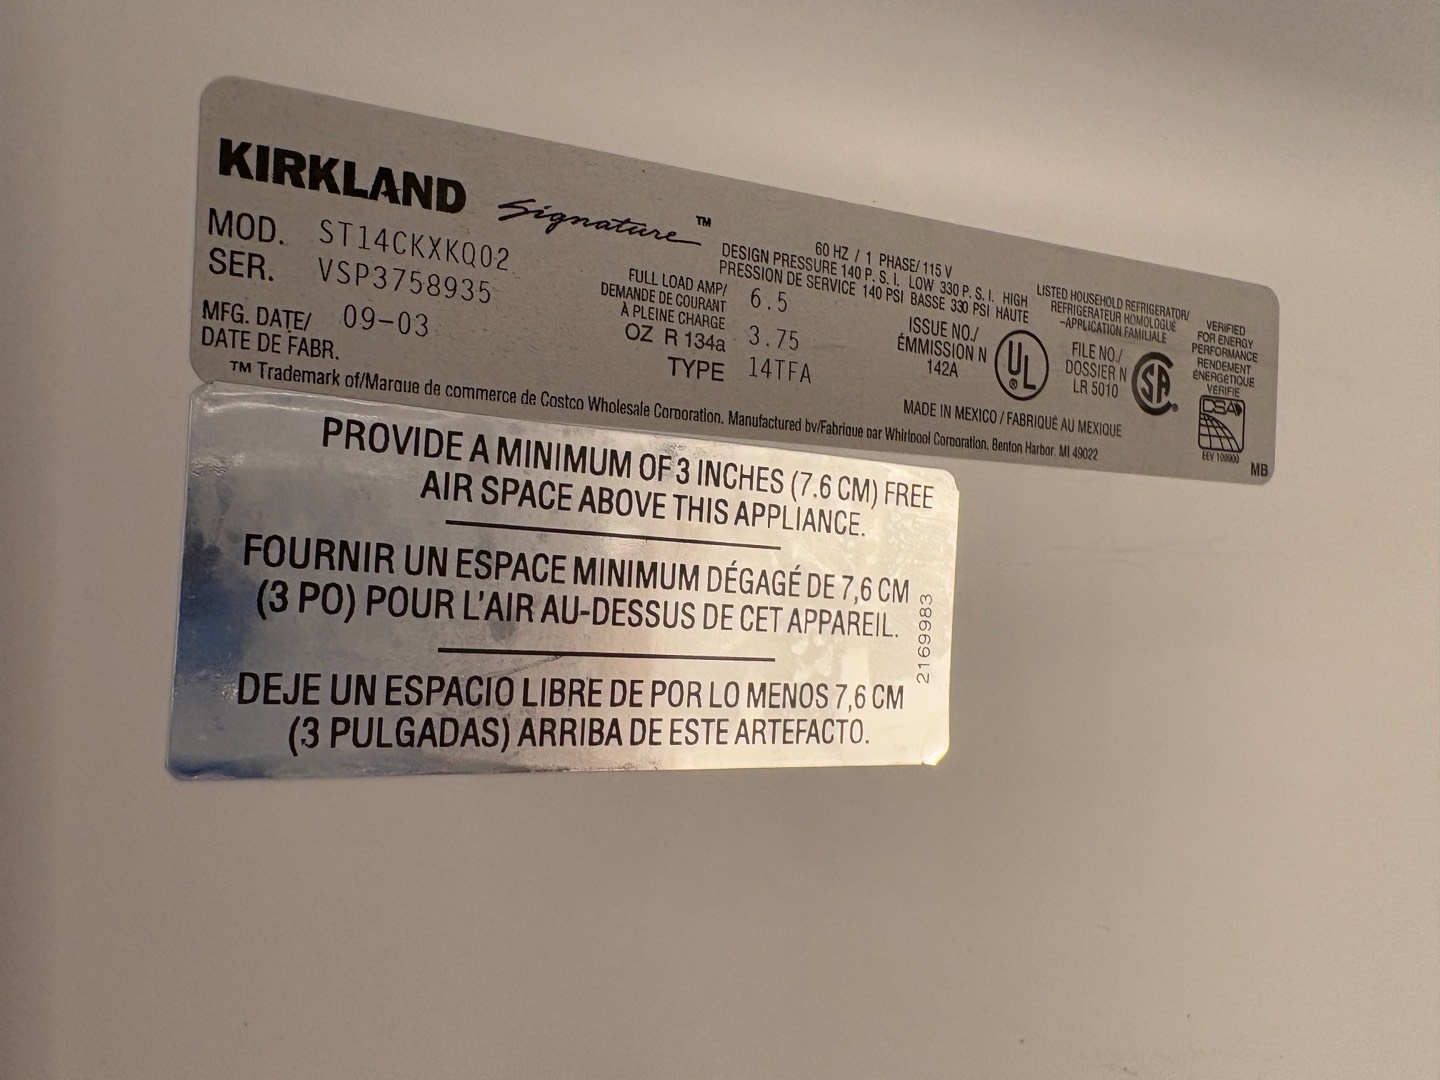 KIRKLAND Signature™
MOD. ST14CKXKQ02
SER. VSP3758935
MFG. DATE/ 09-03
DATE DE FABR.
FULL LOAD AMP/ 6.5
DEMANDE DE COURANT
À PLEINE CHARGE
OZ R 134a 3.75
TYPE 14TFA
60 HZ / 1 PHASE/ 115 V
DESIGN PRESSURE 140 P. S. I. LOW 330 P. S. I. HIGH
PRESSION DE SERVICE 140 PSI BASSE 330 PSI HAUTE
ISSUE NO./
ÉMMISSION N
142A
UL
®
LISTED HOUSEHOLD REFRIGERATOR/
REFRIGERATEUR HOMOLOGUÉ
-APPLICATION FAMILIALE
FILE NO./
DOSSIER N
LR 5010
SA
®
VERIFIED
FOR ENERGY
PERFORMANCE
RENDEMENT
ÉNERGÉTIQUE
VÉRIFIÉ
CSA
EEV 100900
MADE IN MEXICO / FABRIQUÉ AU MEXIQUE
MB
™ Trademark of/Marque de commerce de Costco Wholesale Corporation. Manufactured by/Fabrique par Whirlpool Corporation, Benton Harbor, MI 49022
PROVIDE A MINIMUM OF 3 INCHES (7.6 CM) FREE
AIR SPACE ABOVE THIS APPLIANCE.
FOURNIR UN ESPACE MINIMUM DÉGAGÉ DE 7,6 CM
(3 PO) POUR L'AIR AU-DESSUS DE CET APPAREIL.
DEJE UN ESPACIO LIBRE DE POR LO MENOS 7,6 CM
(3 PULGADAS) ARRIBA DE ESTE ARTEFACTO.
2169983